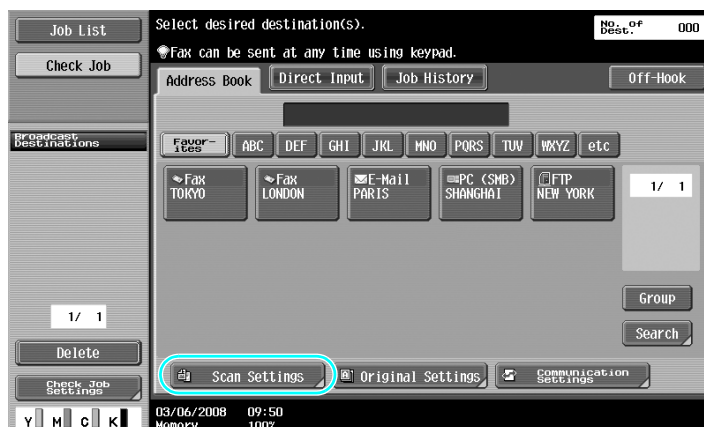 Job List
Check Job
Select desired destination(s).
No. of
Dest.
000
Fax can be sent at any time using keypad.
Address Book
Direct Input
Job History
Off-Hook
Broadcast
Destinations
Favor-
ites
ABC
DEF
GHI
JKL
MNO
PQRS
TUV
WXYZ
etc
Fax
TOKYO
Fax
LONDON
E-Mail
PARIS
PC (SMB)
SHANGHAI
FTP
NEW YORK
1/ 1
Group
Search
1/ 1
Delete
Check Job
Settings
Scan Settings
Original Settings
Communication
Settings
Y M C K
03/06/2008 09:50
Memory 100%